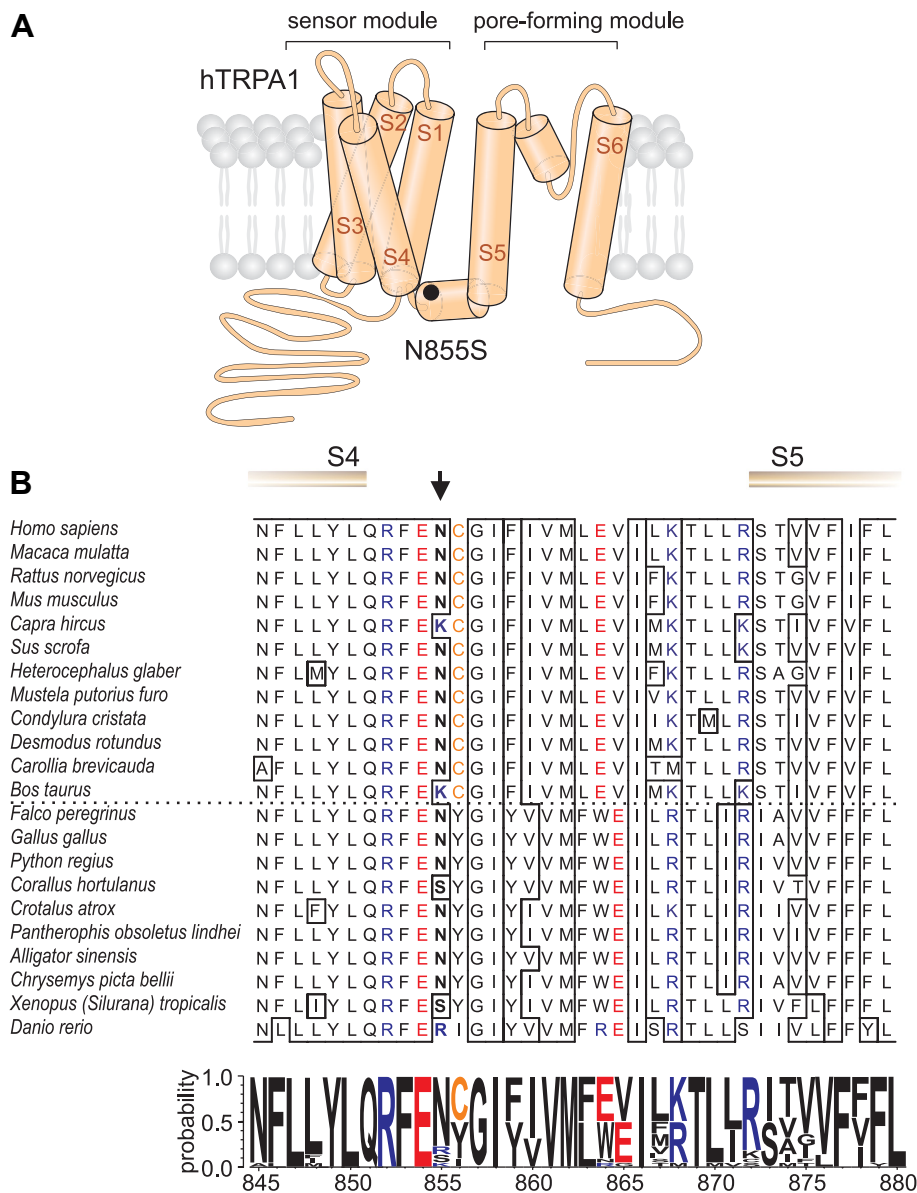 A
sensor module
pore-forming module
hTRPA1
S2
S1
S6
S3
S4
S5
N855S
B
S4
S5
Homo sapiens N F L L Y L Q R F E N C G I F I V M L E V I L K T L L R S T V V F I F L
Macaca mulatta N F L L Y L Q R F E N C G I F I V M L E V I L K T L L R S T V V F I F L
Rattus norvegicus N F L L Y L Q R F E N C G I F I V M L E V I F K T L L R S T G V F I F L
Mus musculus N F L L Y L Q R F E N C G I F I V M L E V I F K T L L R S T G V F I F L
Capra hircus N F L L Y L Q R F E K C G I F I V M L E V I M K T L L K S T I V F V F L
Sus scrofa N F L L Y L Q R F E N C G I F I V M L E V I M K T L L K S T V V F V F L
Heterocephalus glaber N F L M Y L Q R F E N C G I F I V M L E V I F K T L L R S A G V F I F L
Mustela putorius furo N F L L Y L Q R F E N C G I F I V M L E V I V K T L L R S T V V F I F L
Condylura cristata N F L L Y L Q R F E N C G I F I V M L E V I I K T M L R S T I V F V F L
Desmodus rotundus N F L L Y L Q R F E N C G I F I V M L E V I M K T L L R S T V V F V F L
Carollia brevicauda A F L L Y L Q R F E N C G I F I V M L E V I T M T L L R S T V V F V F L
Bos taurus N F L L Y L Q R F E K C G I F I V M L E V I M K T L L K S T I V F V F L
Falco peregrinus N F L L Y L Q R F E N Y G I Y V V M F W E I L R T L I R I A V V F F F L
Gallus gallus N F L L Y L Q R F E N Y G I Y V V M F W E I L R T L I R I A V V F F F L
Python regius N F L L Y L Q R F E N Y G I Y V V M F W E I L R T L I R I V V V F F F L
Corallus hortulanus N F L L Y L Q R F E S Y G I Y V V M F W E I L R T L I R I V T V F F F L
Crotalus atrox N F L F Y L Q R F E N Y G I Y I V M F W E I L K T L I R I I V V F F F L
Pantherophis obsoletus lindhei N F L L Y L Q R F E N Y G I Y I V M F W E I L R T L I R I I V V F F F L
Alligator sinensis N F L L Y L Q R F E N Y G I Y V V M F W E I L R T L I R I I V V F F F L
Chrysemys picta bellii N F L L Y L Q R F E N Y G I Y I V M F W E I L R T L I R I A V V F F F L
Xenopus (Silurana) tropicalis N F L I Y L Q R F E S Y G I Y I V M F W E I L R T L L R I V F L F F F L
Danio rerio N L L L Y L Q R F E R I G I Y V V M F R E I S R T L L S I I V L F F Y L
probability
1.0
0.5
0.0
845 850 855 860 865 870 875 880